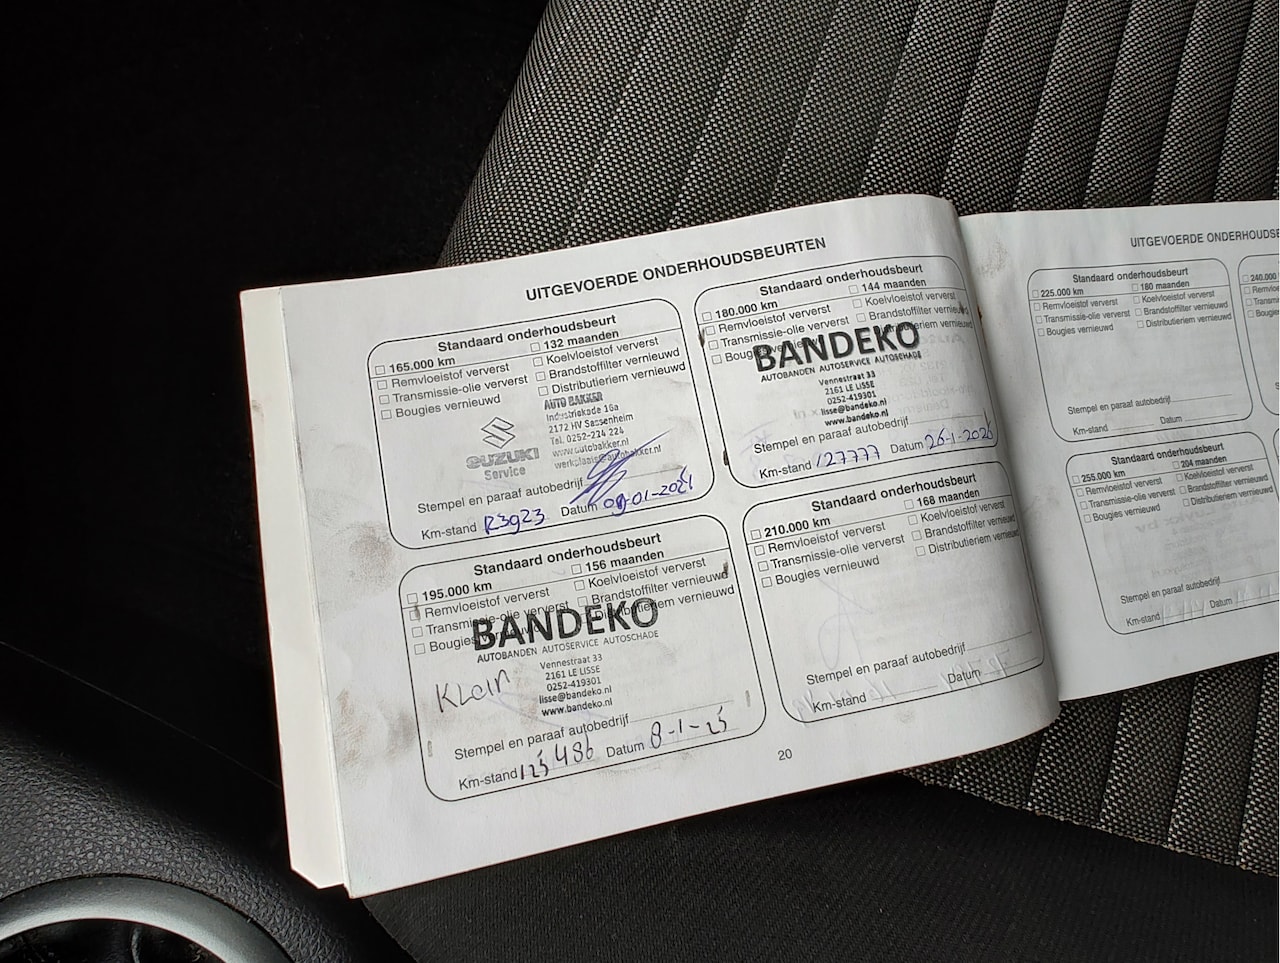 UITGEVOERDE ONDERHOUDSBEURTEN
Standaard onderhoudsbeurt
165.000 km 132 maanden
Remvloeistof ververst Koelvloeistof ververst
Transmissie-olie ververst Brandstoffilter vernieuwd
Bougies vernieuwd Distributieriem vernieuwd
AUTO BAKKER
Industriekade 16a
2172 HV Sassenheim
Tel. 0252-224 224
www.autobakker.nl
werkplaats@autobakker.nl
SUZUKI
Service
Stempel en paraaf autobedrijf
Km-stand Datum
Standaard onderhoudsbeurt
180.000 km 144 maanden
Remvloeistof ververst Koelvloeistof ververst
Transmissie-olie ververst Brandstoffilter vernieuwd
BANDEKO
AUTOBANDEN AUTOSERVICE AUTOSCHADE
Vennestraat 33
2161 LE LISSE
0252-419301
lisse@bandeko.nl
www.bandeko.nl
Stempel en paraaf autobedrijf
Km-stand 127777 Datum 26-1-2026
Standaard onderhoudsbeurt
195.000 km 156 maanden
Remvloeistof ververst Koelvloeistof ververst
Transmissie-olie ververst Brandstoffilter vernieuwd
Bougies Distributieriem vernieuwd
BANDEKO
AUTOBANDEN AUTOSERVICE AUTOSCHADE
Klein
Vennestraat 33
2161 LE LISSE
0252-419301
lisse@bandeko.nl
www.bandeko.nl
Stempel en paraaf autobedrijf
Km-stand 125486 Datum 8-1-25
Standaard onderhoudsbeurt
210.000 km 168 maanden
Remvloeistof ververst Koelvloeistof ververst
Transmissie-olie ververst Brandstoffilter vernieuwd
Bougies vernieuwd Distributieriem vernieuwd
Stempel en paraaf autobedrijf
Km-stand Datum
20
UITGEVOERDE ONDERHOUDSBE
Standaard onderhoudsbeurt
225.000 km 180 maanden
Remvloeistof ververst Koelvloeistof ververst
Transmissie-olie ververst Brandstoffilter vernieuwd
Bougies vernieuwd Distributieriem vernieuwd
Stempel en paraaf autobedrijf
Km-stand Datum
240.000
Standaard onderhoudsbeurt
255.000 km 204 maanden
Remvloeistof ververst Koelvloeistof ververst
Transmissie-olie ververst Brandstoffilter vernieuwd
Bougies vernieuwd Distributieriem vernieuwd
Stempel en paraaf autobedrijf
Km-stand Datum